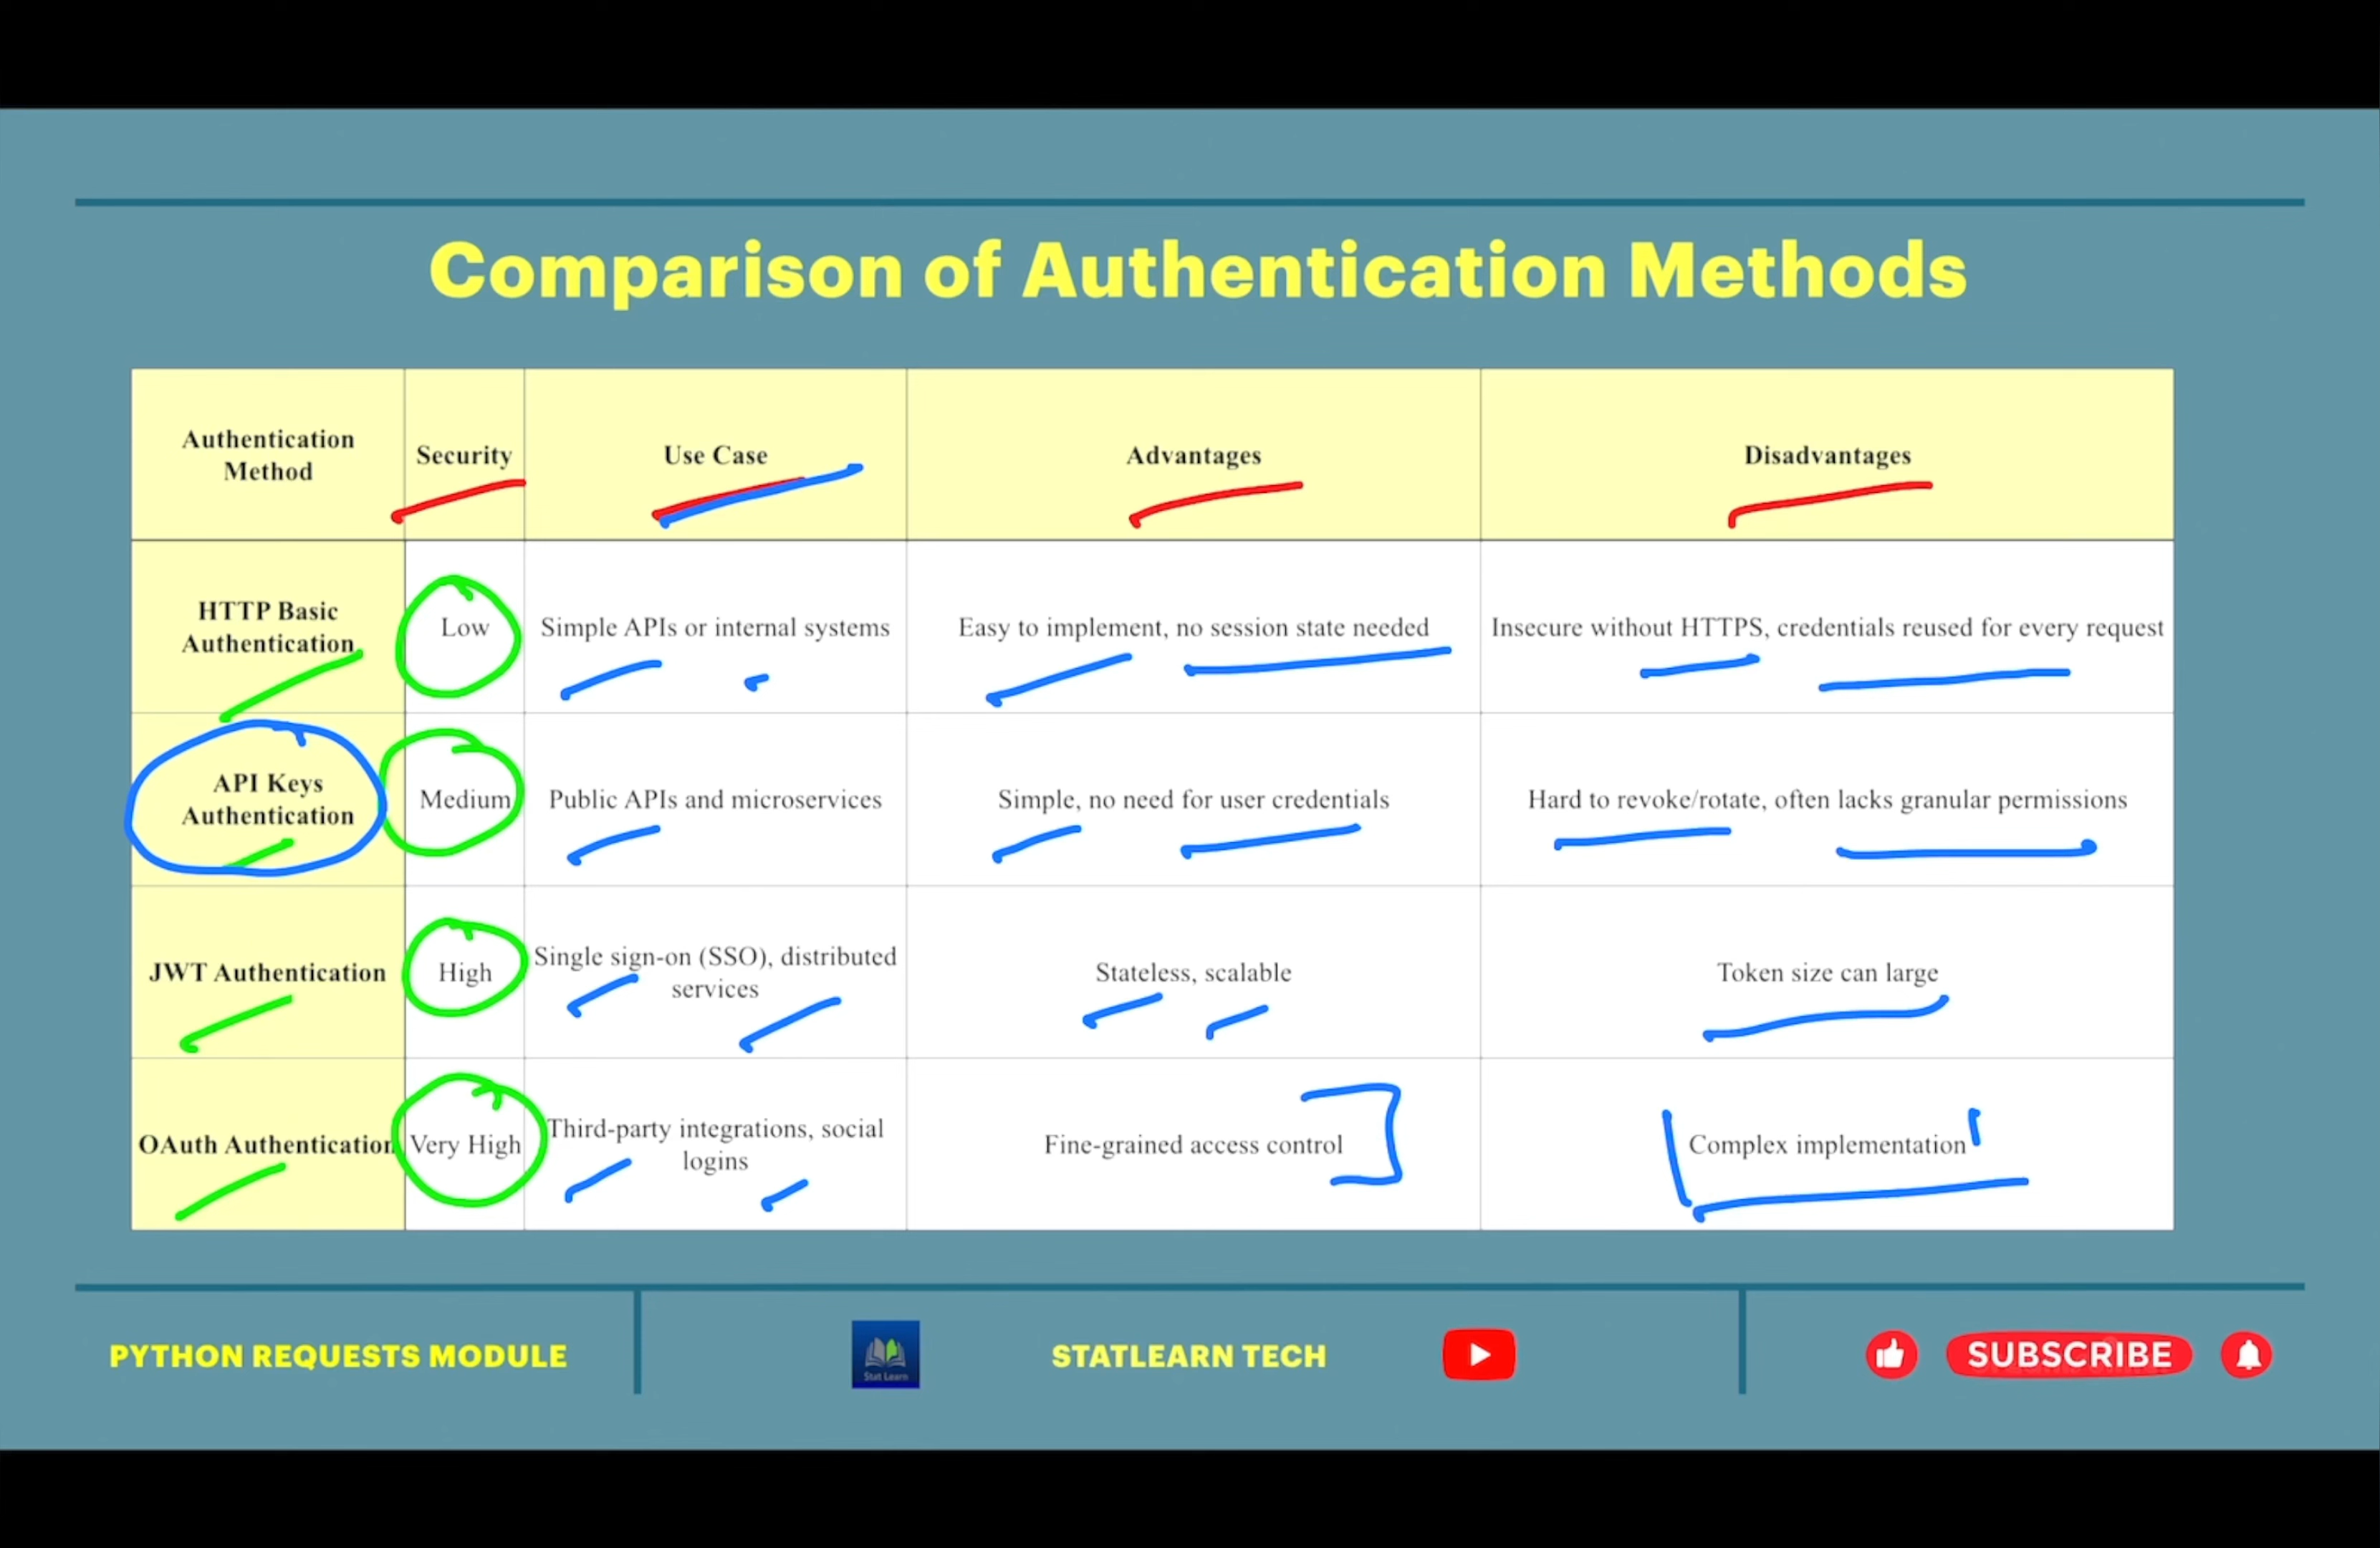 Comparison of Authentication Methods
Authentication
Method
Security
Use Case
Advantages
Disadvantages
HTTP Basic
Authentication
Low
Simple APIs or internal systems
Easy to implement, no session state needed
Insecure without HTTPS, credentials reused for every request
API Keys
Authentication
Medium
Public APIs and microservices
Simple, no need for user credentials
Hard to revoke/rotate, often lacks granular permissions
JWT Authentication
High
Single sign-on (SSO), distributed
services
Stateless, scalable
Token size can large
OAuth Authentication
Very High
Third-party integrations, social
logins
Fine-grained access control
Complex implementation
PYTHON REQUESTS MODULE
Stat Learn
STATLEARN TECH
SUBSCRIBE